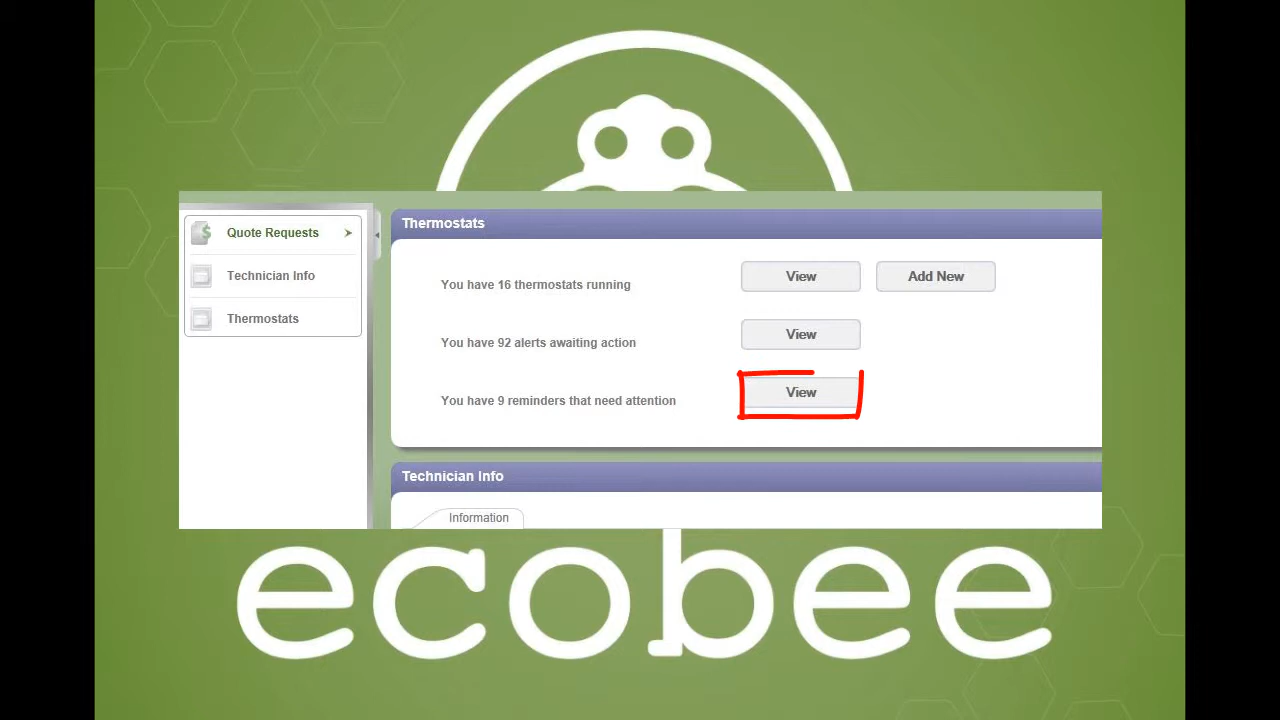 Quote Requests
Technician Info
Thermostats
Thermostats
You have 16 thermostats running
View
Add New
You have 92 alerts awaiting action
View
You have 9 reminders that need attention
View
Technician Info
Information
ecobee